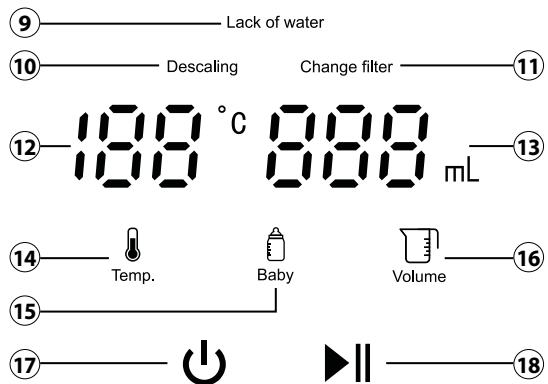 9 Lack of water
10 Descaling Change filter 11
12 188 °C 888 mL 13
14 Temp. Baby Volume 16
15
17 18